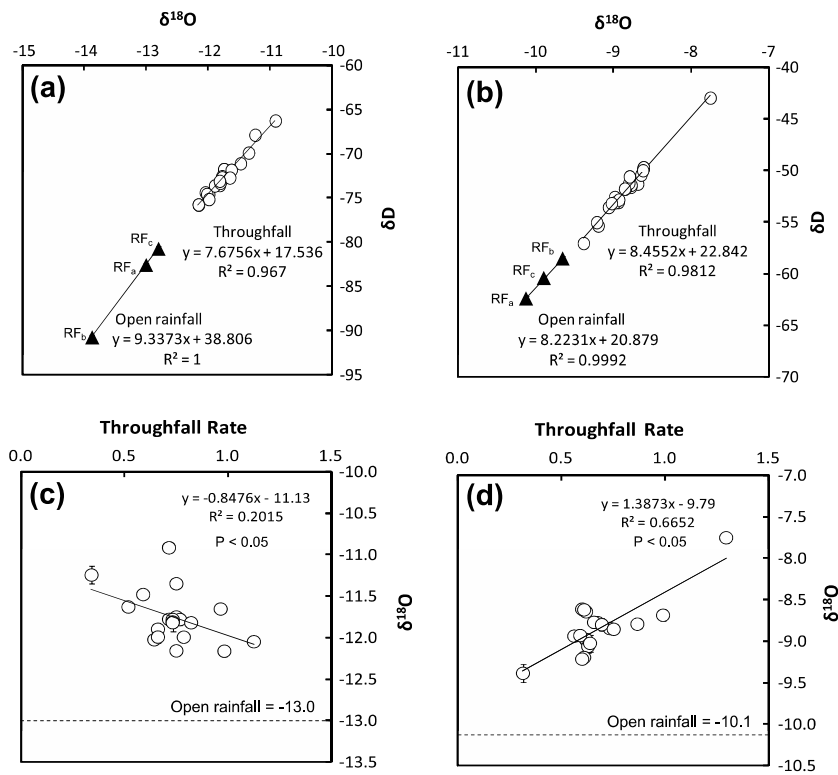 δ¹⁸O
-15 -14 -13 -12 -11 -10
(a)
-60
-65
-70
-75
-80
-85
-90
-95
δD
Throughfall
y = 7.6756x + 17.536
R² = 0.967
RFc
RFa
RFb
Open rainfall
y = 9.3373x + 38.806
R² = 1
δ¹⁸O
-11 -10 -9 -8 -7
(b)
-40
-45
-50
-55
-60
-65
-70
δD
Throughfall
y = 8.4552x + 22.842
R² = 0.9812
RFb
RFc
RFa
Open rainfall
y = 8.2231x + 20.879
R² = 0.9992
Throughfall Rate
0.0 0.5 1.0 1.5
(c)
y = -0.8476x - 11.13
R² = 0.2015
P < 0.05
-10.0
-10.5
-11.0
-11.5
-12.0
-12.5
-13.0
-13.5
δ¹⁸O
Open rainfall = -13.0
Throughfall Rate
0.0 0.5 1.0 1.5
(d)
y = 1.3873x - 9.79
R² = 0.6652
P < 0.05
-7.0
-7.5
-8.0
-8.5
-9.0
-9.5
-10.0
-10.5
δ¹⁸O
Open rainfall = -10.1